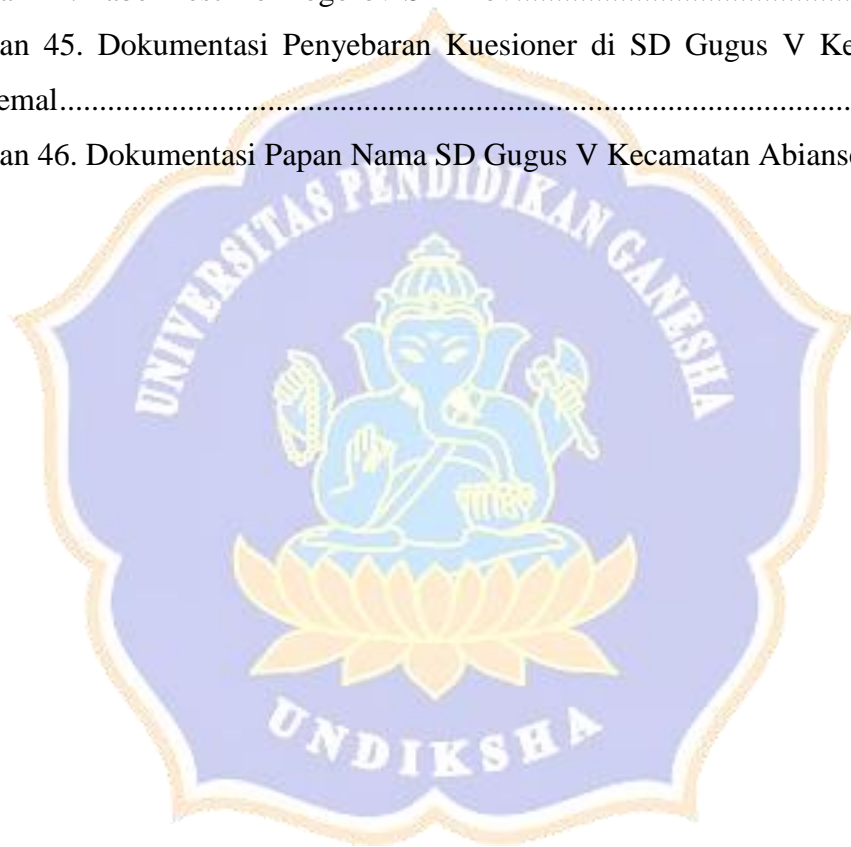 an 45. Dokumentasi Penyebaran Kuesioner di SD Gugus V Ke
emal....................................................................................................
an 46. Dokumentasi Papan Nama SD Gugus V Kecamatan Abianse
UNIVERSITAS PENDIDIKAN GANESHA
UNDIKSHA